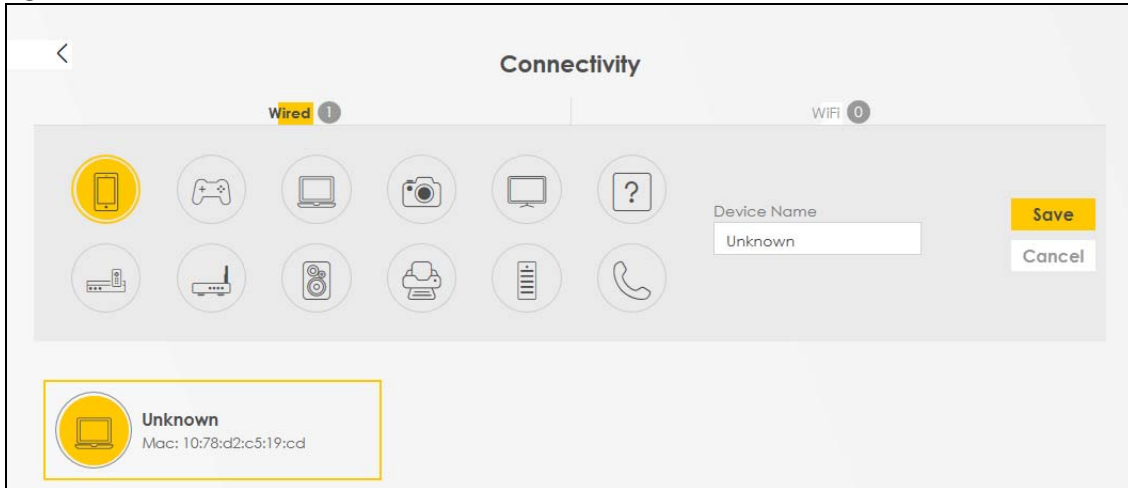 Connectivity
Wired 1
WiFi 0
Device Name
Unknown
Save
Cancel
Unknown
Mac: 10:78:d2:c5:19:cd